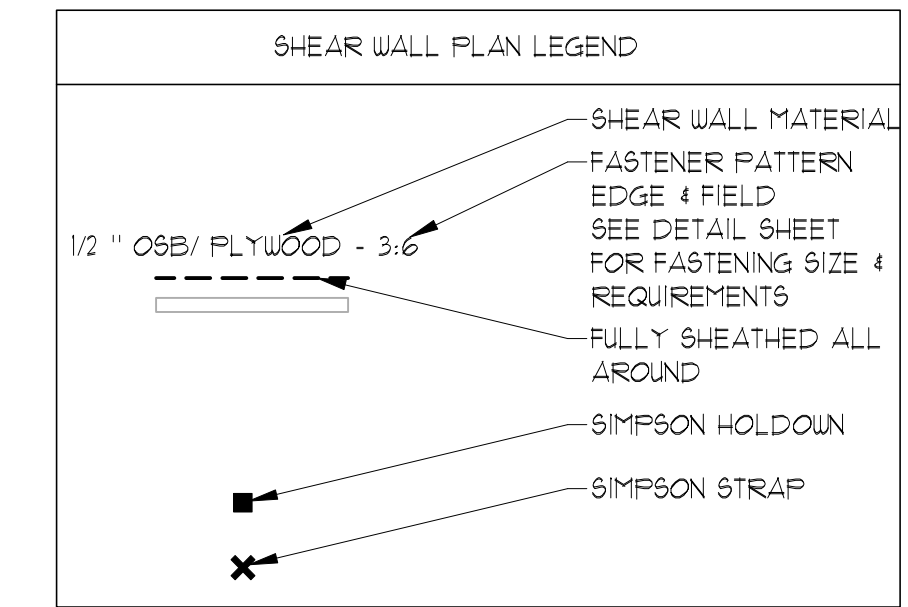 SHEAR WALL PLAN LEGEND
SHEAR WALL MATERIAL
FASTENER PATTERN
EDGE & FIELD
SEE DETAIL SHEET
FOR FASTENING SIZE &
REQUIREMENTS
1/2 " OSB/ PLYWOOD - 3:6
FULLY SHEATHED ALL
AROUND
SIMPSON HOLDOWN
SIMPSON STRAP